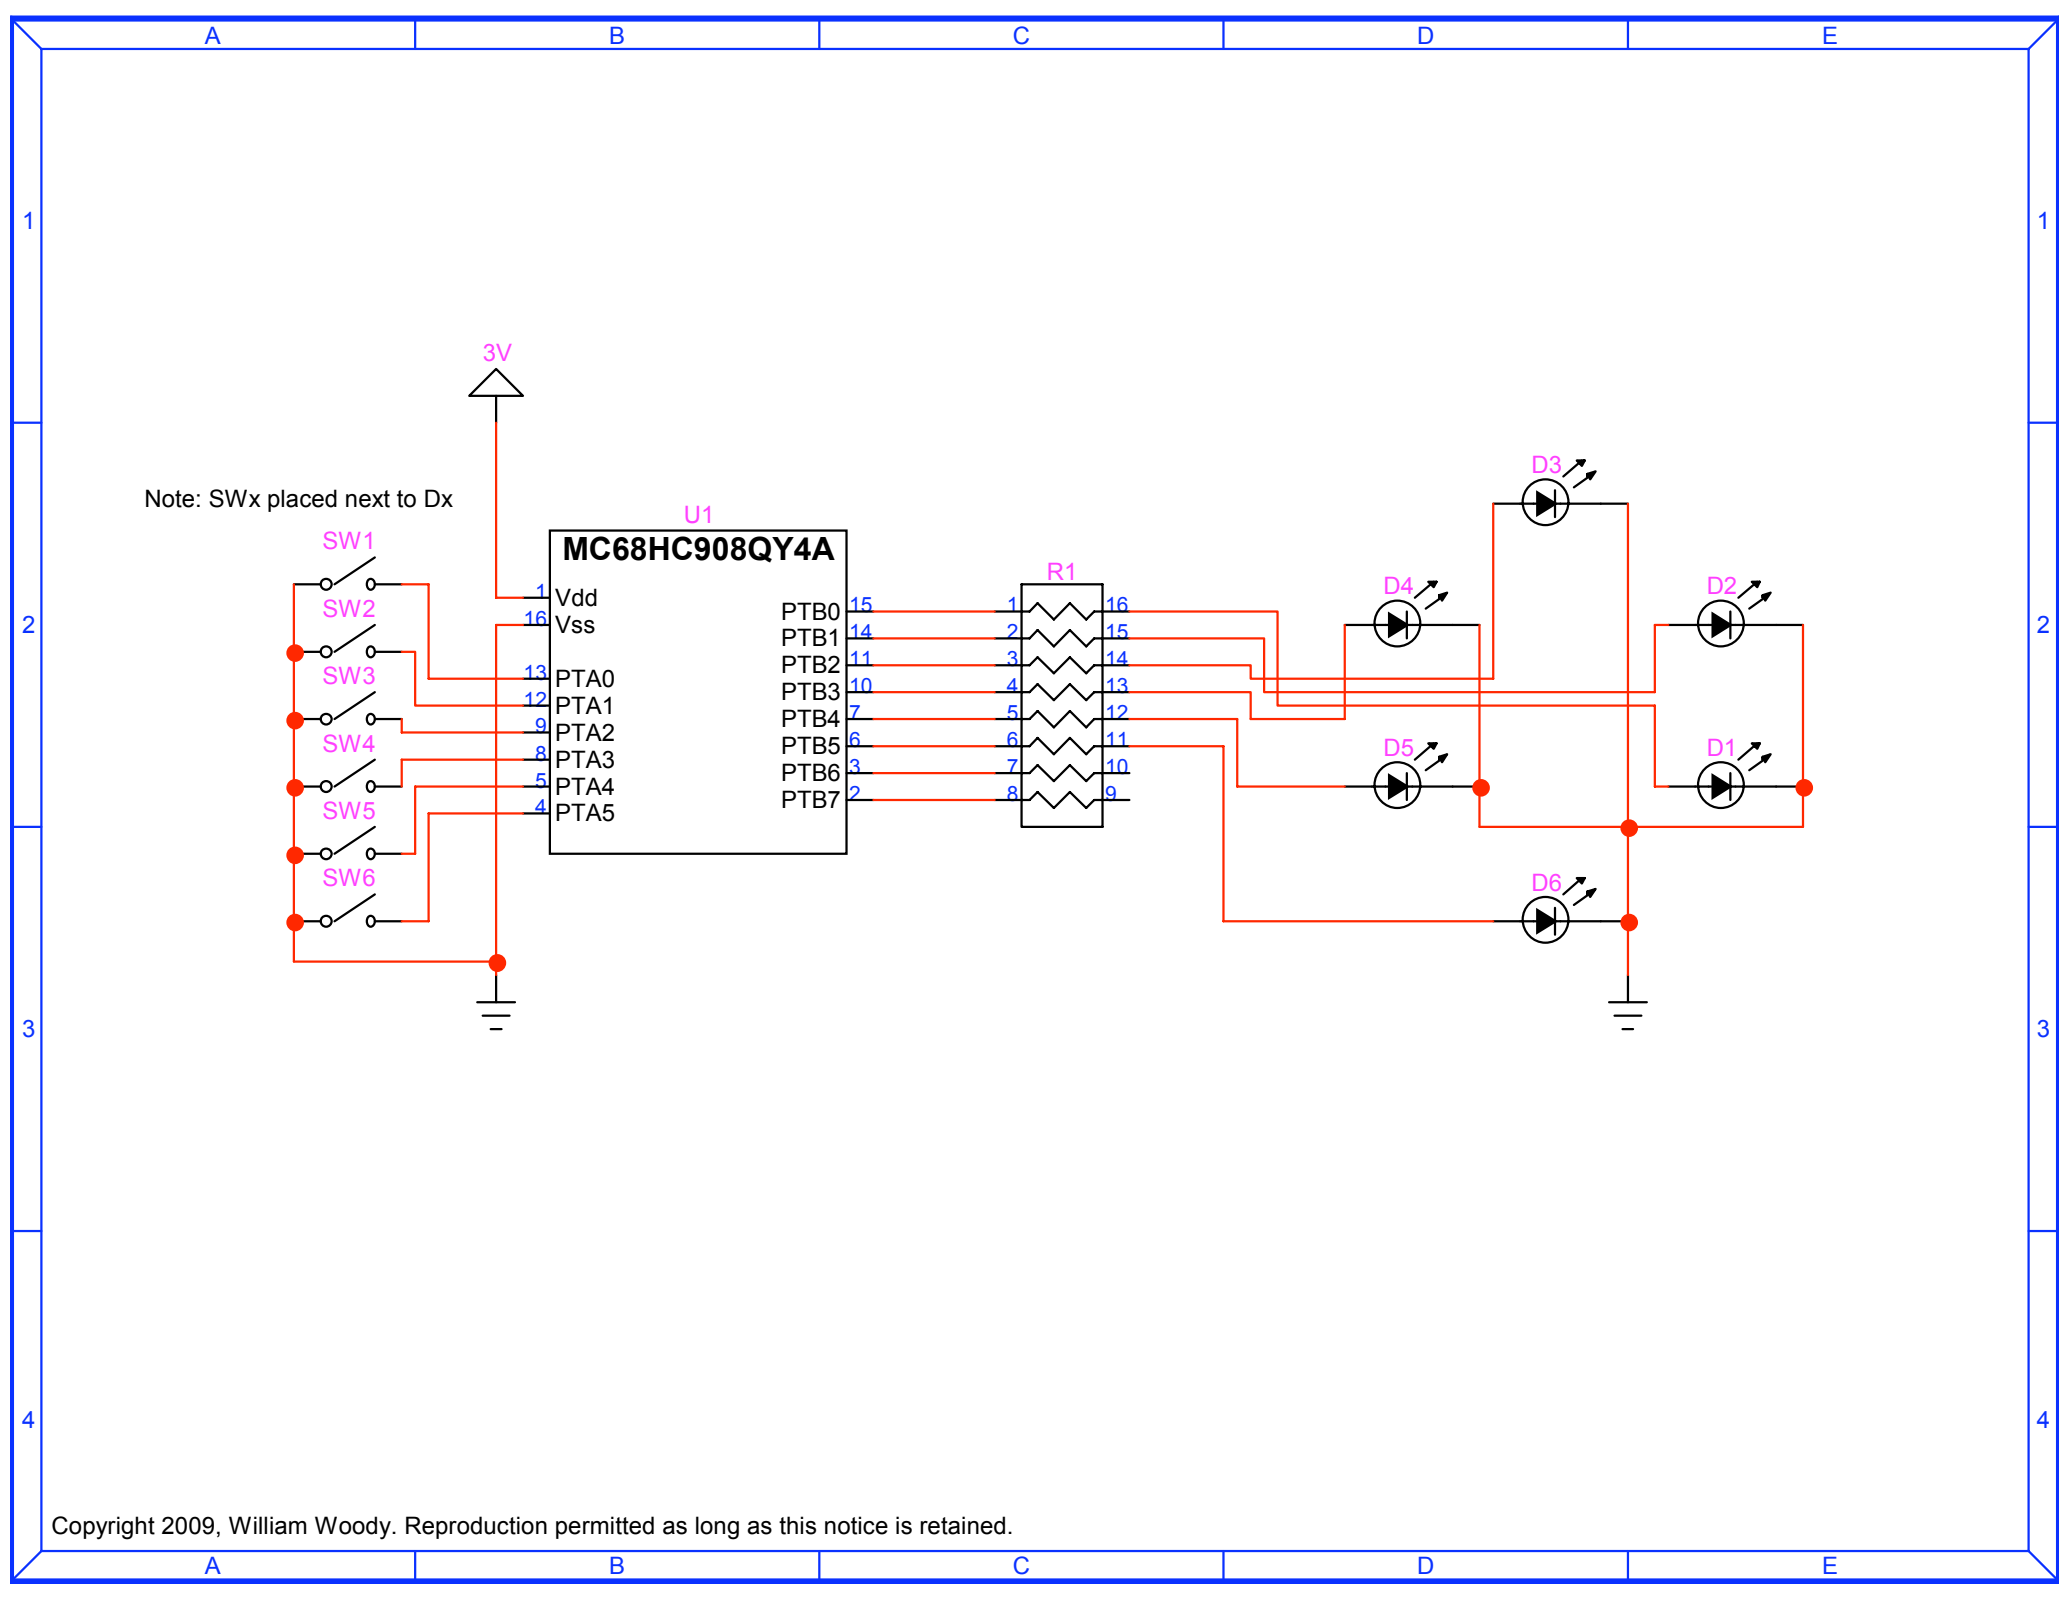 A B C D E
1 1
3V
D3
Note: SWx placed next to Dx
U1
MC68HC908QY4A
SW1
R1
D4 D2
1 Vdd
SW2
PTB0 15 1 16
16 Vss
2 2
PTB1 14 2 15
PTB2 11 3 14
SW3
13 PTA0
PTB3 10 4 13
12 PTA1
PTB4 7 5 12
9 PTA2
SW4
PTB5 6 6 11
D5 D1
8 PTA3
PTB6 3 7 10
5 PTA4
PTB7 2 8 9
SW5
4 PTA5
SW6
D6
3 3
4 4
Copyright 2009, William Woody. Reproduction permitted as long as this notice is retained.
A B C D E